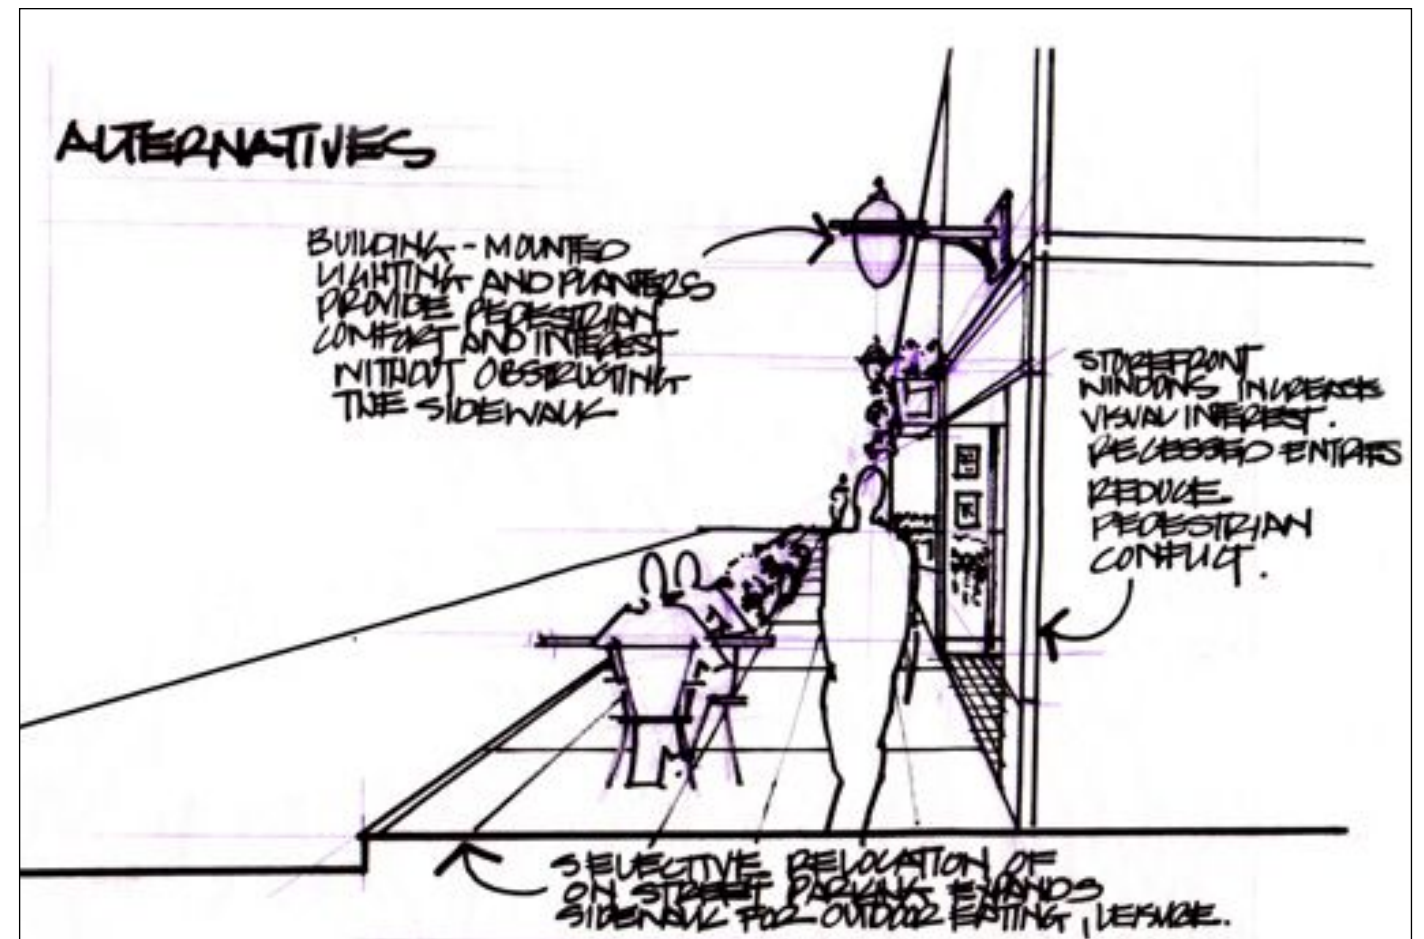 ALTERNATIVES
BUILDING - MOUNTED
LIGHTING AND PLANTERS
PROVIDE PEDESTRIAN
COMFORT AND INTEREST
WITHOUT OBSTRUCTING
THE SIDEWALK
STOREFRONT
WINDOWS INCREASE
VISUAL INTEREST.
RECESSED ENTRIES
REDUCE
PEDESTRIAN
CONFLICT.
SELECTIVE RELOCATION OF
ON STREET PARKING EXPANDS
SIDEWALK FOR OUTDOOR EATING, LEISURE.